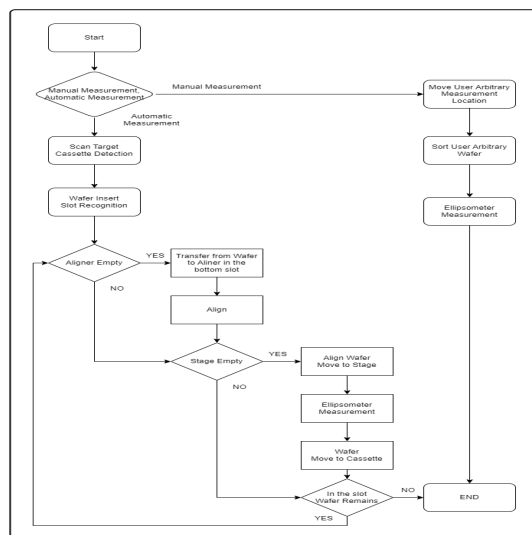 Start
Manual Measurement,
Automatic Measurement
Manual Measurement
Move User Arbitrary
Measurement
Location
Automatic
Measurement
Scan Target
Cassette Detection
Sort User Arbitrary
Wafer
Wafer Insert
Slot Recognition
Ellipsometer
Measurement
Aligner Empty
YES
Transfer from Wafer
to Aliner in the
bottom slot
NO
Align
Stage Empty
YES
Align Wafer
Move to Stage
NO
Ellipsometer
Measurement
Wafer
Move to Cassette
In the slot
Wafer Remains
NO
END
YES